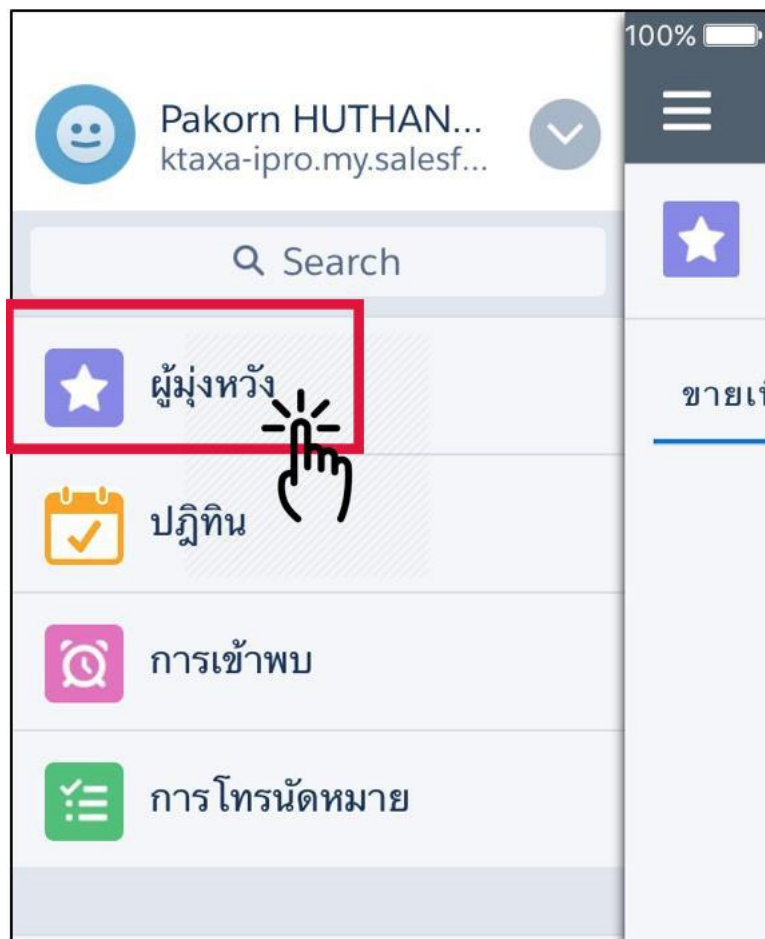 100%
Pakorn HUTHAN...
ktaxa-ipro.my.salesf...
Search
ผู้มุ่งหวัง
ปฎิทิน
การเข้าพบ
การโทรนัดหมาย